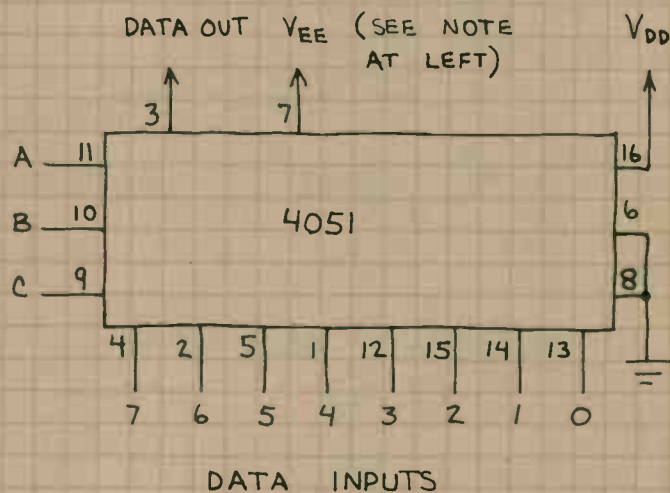 DATA OUT VEE (SEE NOTE VDD
AT LEFT)
3 7
A 11 16
B 10 4051 6
C 9 8
4 2 5 1 12 15 14 13
7 6 5 4 3 2 1 0
DATA INPUTS